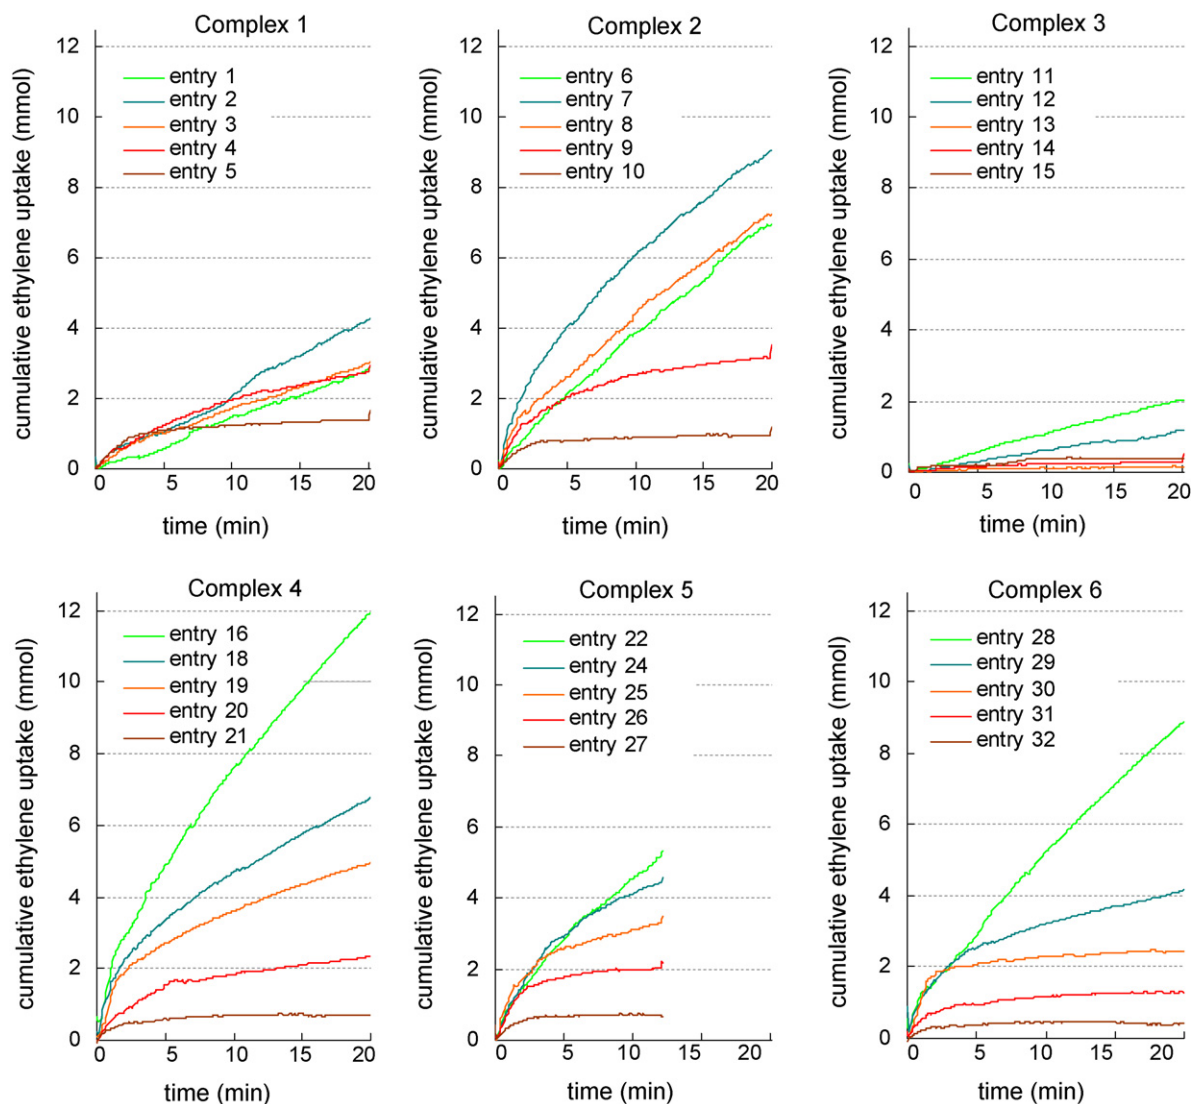 Complex 1
cumulative ethylene uptake (mmol)
12
10
8
6
4
2
0
entry 1
entry 2
entry 3
entry 4
entry 5
0
5
10
15
20
time (min)
Complex 2
cumulative ethylene uptake (mmol)
12
10
8
6
4
2
0
entry 6
entry 7
entry 8
entry 9
entry 10
0
5
10
15
20
time (min)
Complex 3
cumulative ethylene uptake (mmol)
12
10
8
6
4
2
0
entry 11
entry 12
entry 13
entry 14
entry 15
0
5
10
15
20
time (min)
Complex 4
cumulative ethylene uptake (mmol)
12
10
8
6
4
2
0
entry 16
entry 18
entry 19
entry 20
entry 21
0
5
10
15
20
time (min)
Complex 5
cumulative ethylene uptake (mmol)
12
10
8
6
4
2
0
entry 22
entry 24
entry 25
entry 26
entry 27
0
5
10
15
20
time (min)
Complex 6
cumulative ethylene uptake (mmol)
12
10
8
6
4
2
0
entry 28
entry 29
entry 30
entry 31
entry 32
0
5
10
15
20
time (min)